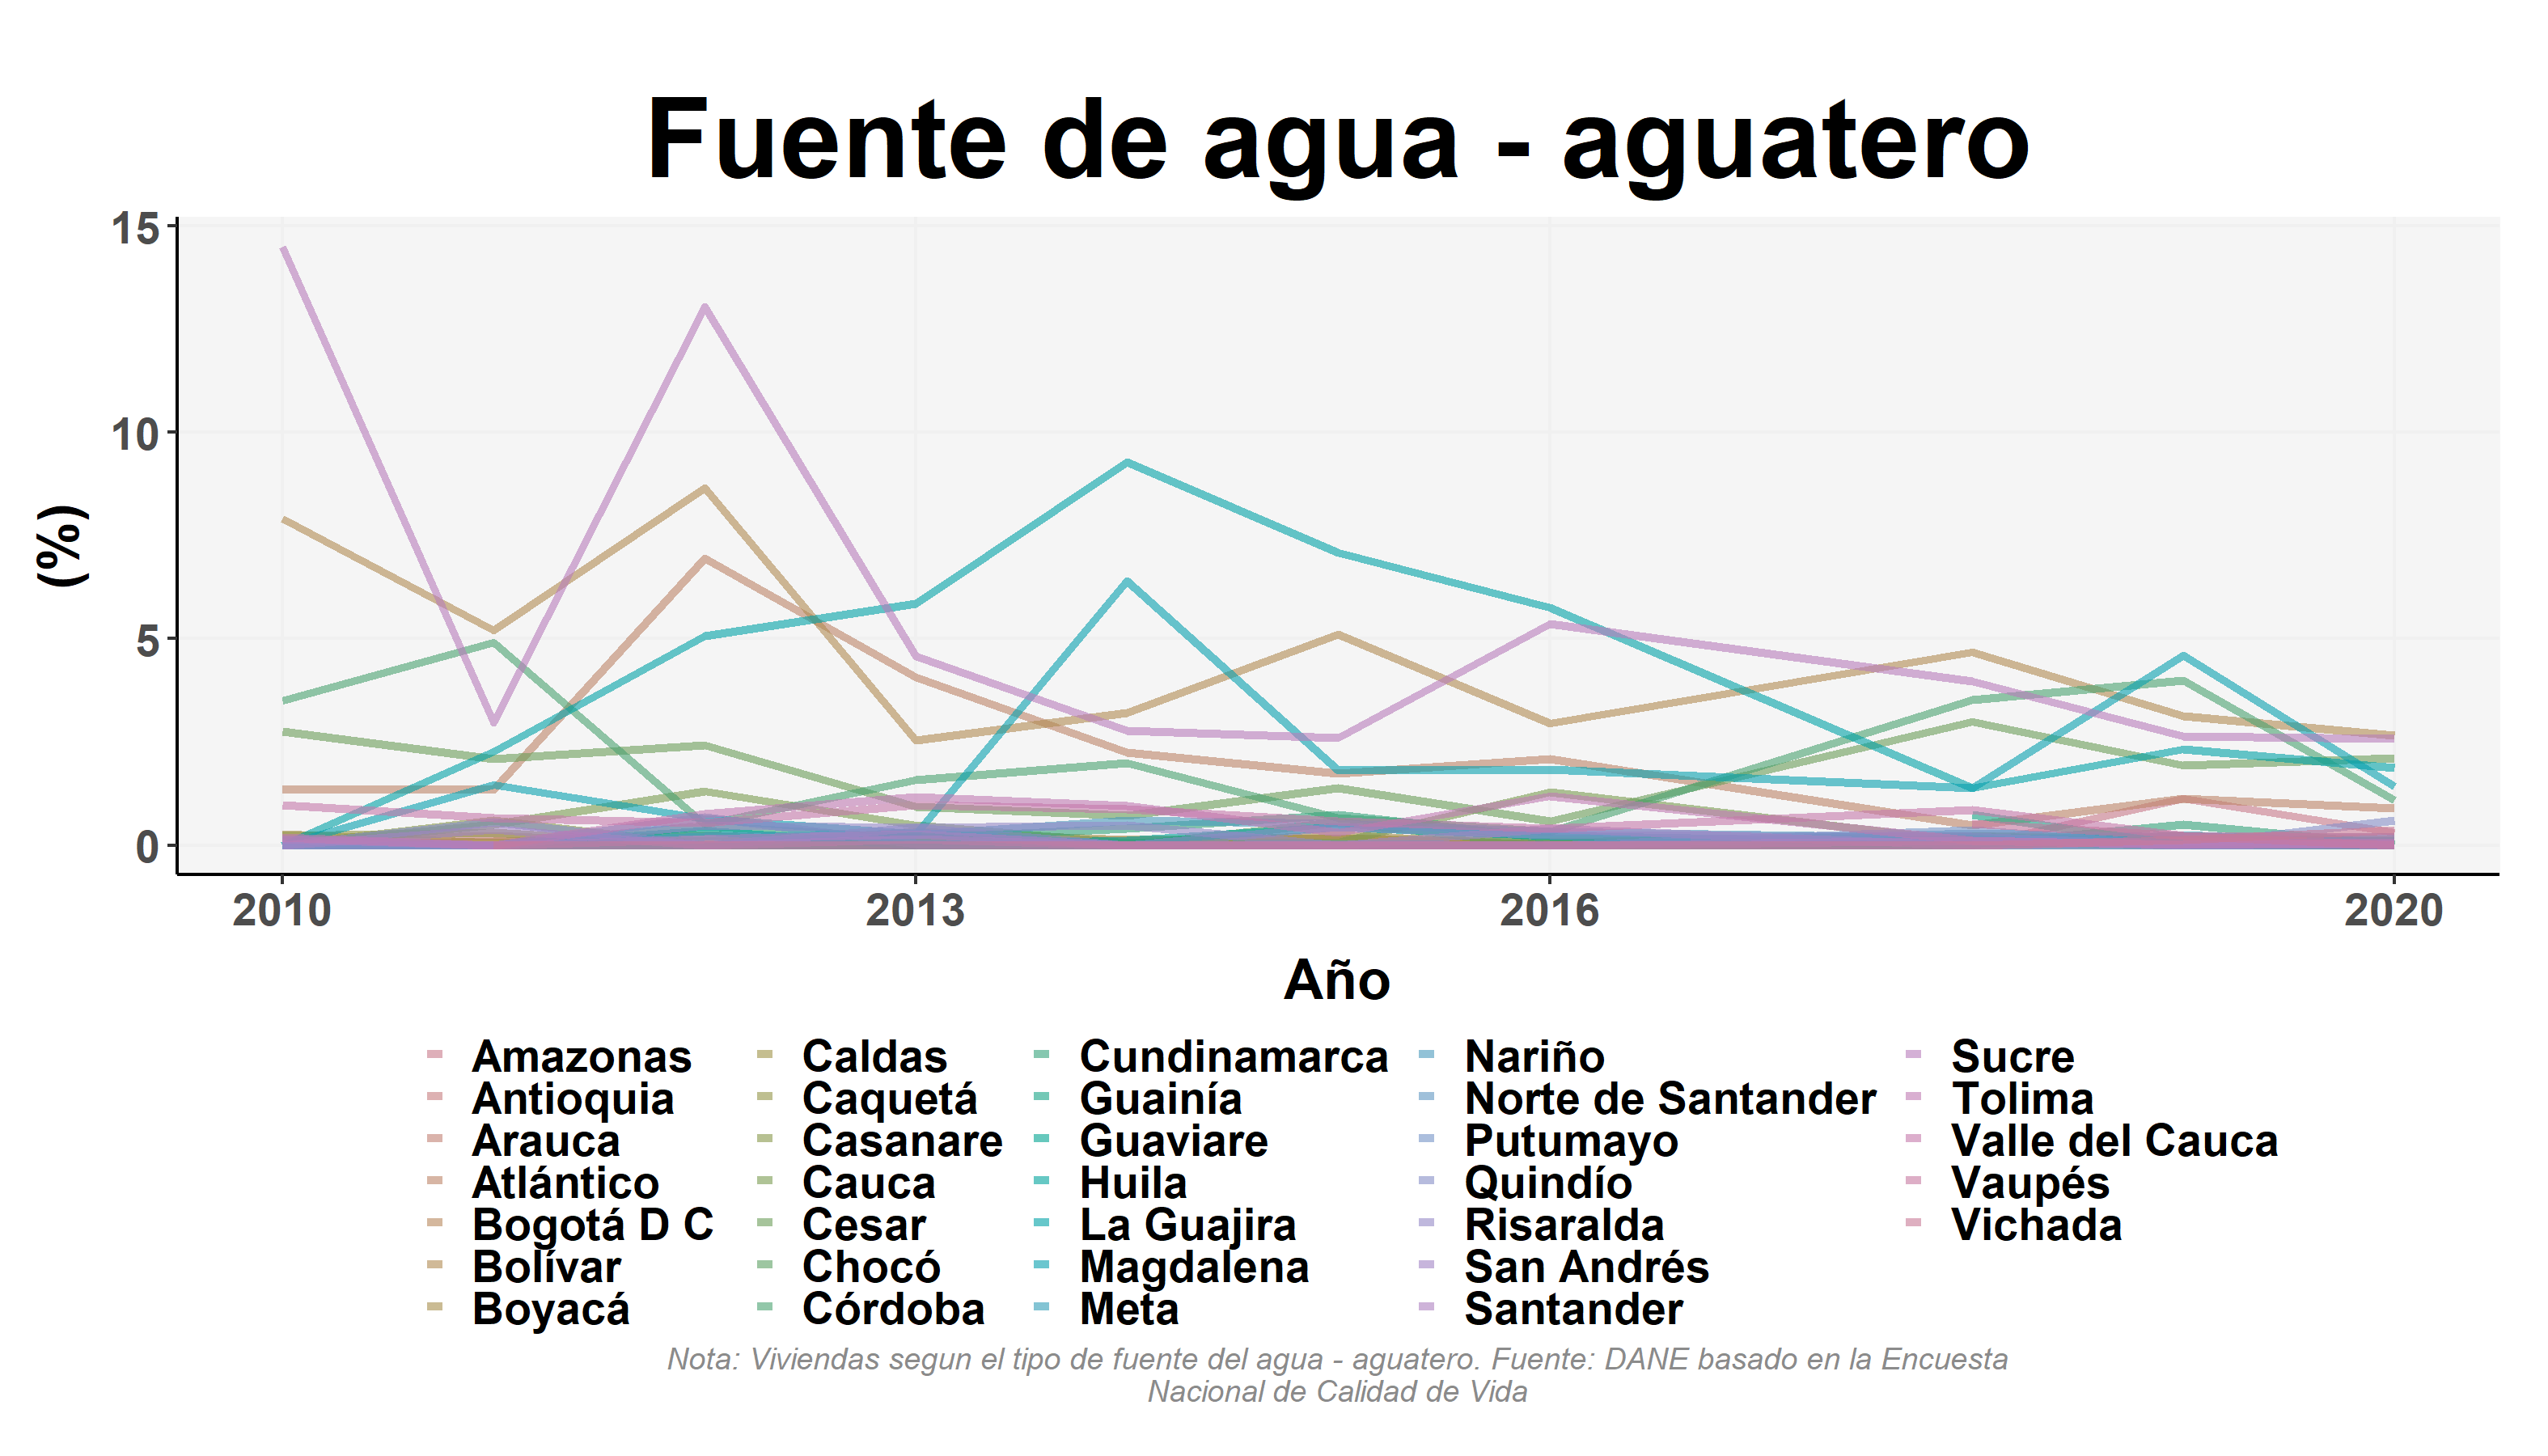 Fuente de agua - aguatero
15
10
5
0
(%)
2010 2013 2016 2020
Año
Amazonas Caldas Cundinamarca Nariño Sucre
Antioquia Caquetá Guainía Norte de Santander Tolima
Arauca Casanare Guaviare Putumayo Valle del Cauca
Atlántico Cauca Huila Quindío Vaupés
Bogotá D C Cesar La Guajira Risaralda Vichada
Bolívar Chocó Magdalena San Andrés
Boyacá Córdoba Meta Santander
Nota: Viviendas segun el tipo de fuente del agua - aguatero. Fuente: DANE basado en la Encuesta
Nacional de Calidad de Vida